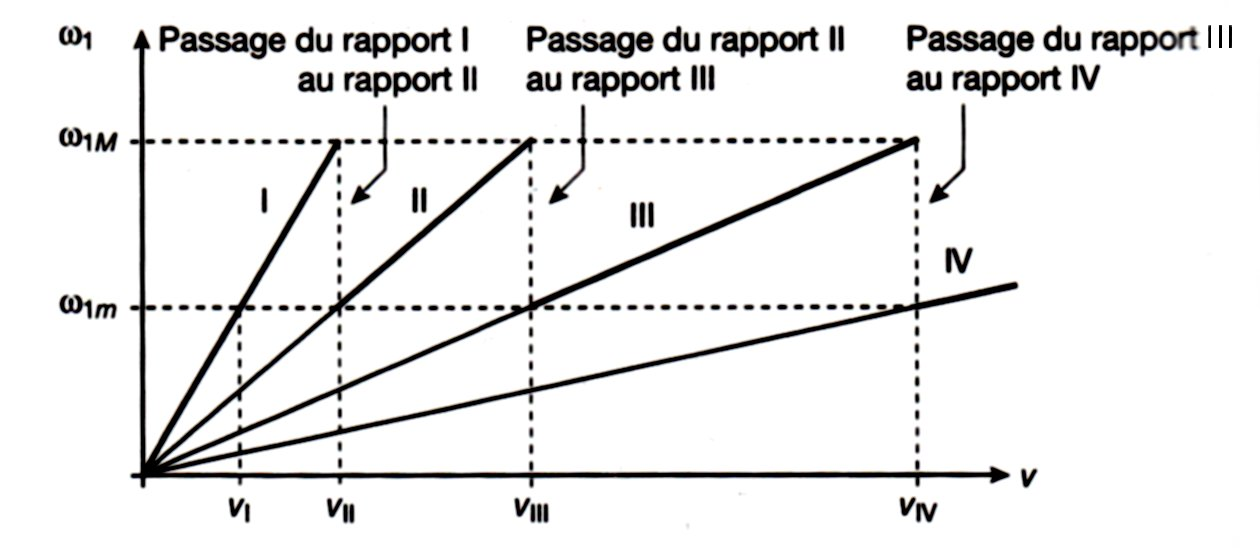 ω1
Passage du rapport I
au rapport II
Passage du rapport II
au rapport III
Passage du rapport III
au rapport IV
ω1M
I
II
III
IV
ω1m
v
vI
vII
vIII
vIV